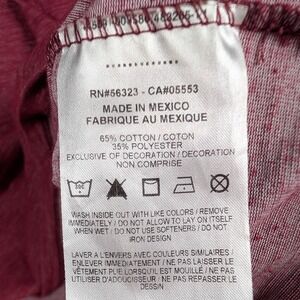 RN#56323 - CA#05553
MADE IN MEXICO
FABRIQUE AU MEXIQUE
65% COTTON / COTON
35% POLYESTER
EXCLUSIVE OF DECORATION / DECORATION
NON COMPRISE
WASH INSIDE OUT WITH LIKE COLORS / REMOVE
IMMEDIATELY / DO NOT ALLOW TO LAY ON ITSELF
WHEN WET / DO NOT USE SOFTENERS / DO NOT
IRON DESIGN
LAVER A L'ENVERS AVEC COULEURS SIMILAIRES /
ENLEVER IMMEDIATEMENT / NE PAS LAISSER LE
VÊTEMENT PLIE LORSQU'IL EST MOUILLÉ / NE PAS
UTILISER D'ADOUCISSANT / NE PAS REPASSER LE
DESSIN